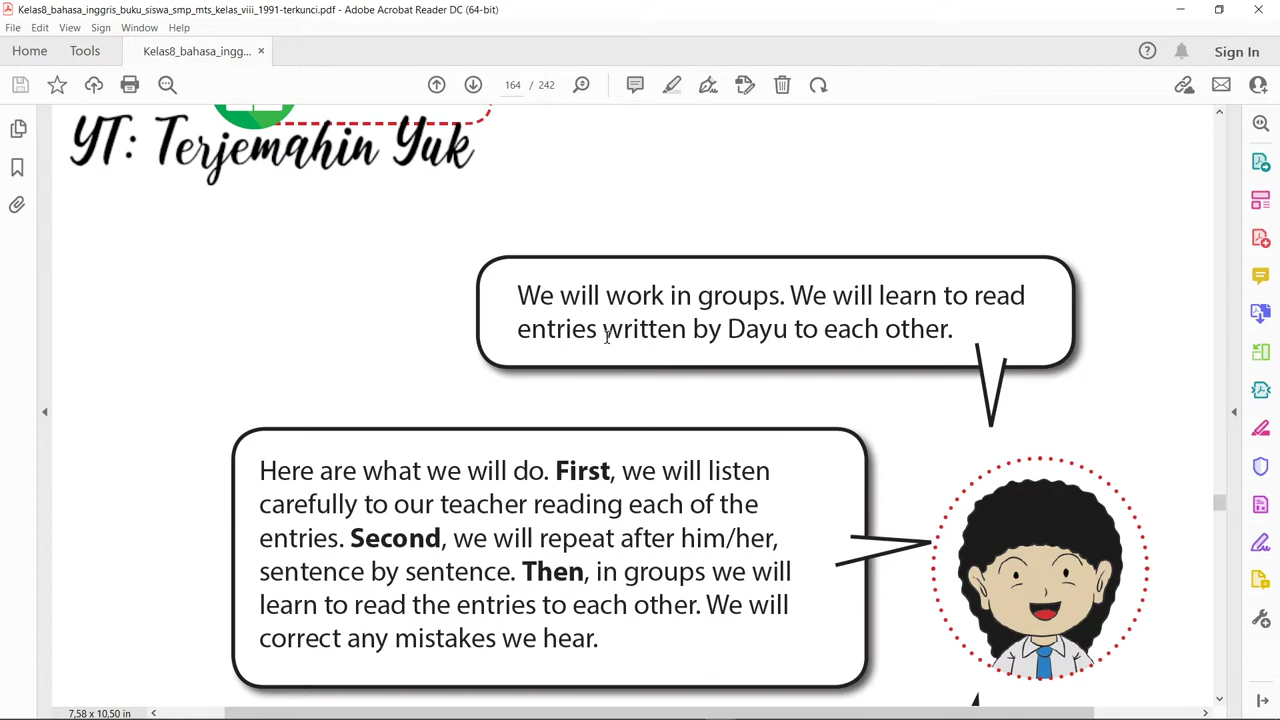 Kelas8_bahasa_inggris_buku_siswa_smp_mts_kelas_viii_1991-terkunci.pdf - Adobe Acrobat Reader DC (64-bit)
File Edit View Sign Window Help
Home Tools Kelas8_bahasa_ingg... × Sign In
164 / 242
YT: Terjemahin Yuk
We will work in groups. We will learn to read
entries written by Dayu to each other.
Here are what we will do. First, we will listen
carefully to our teacher reading each of the
entries. Second, we will repeat after him/her,
sentence by sentence. Then, in groups we will
learn to read the entries to each other. We will
correct any mistakes we hear.
7,58 x 10,50 in